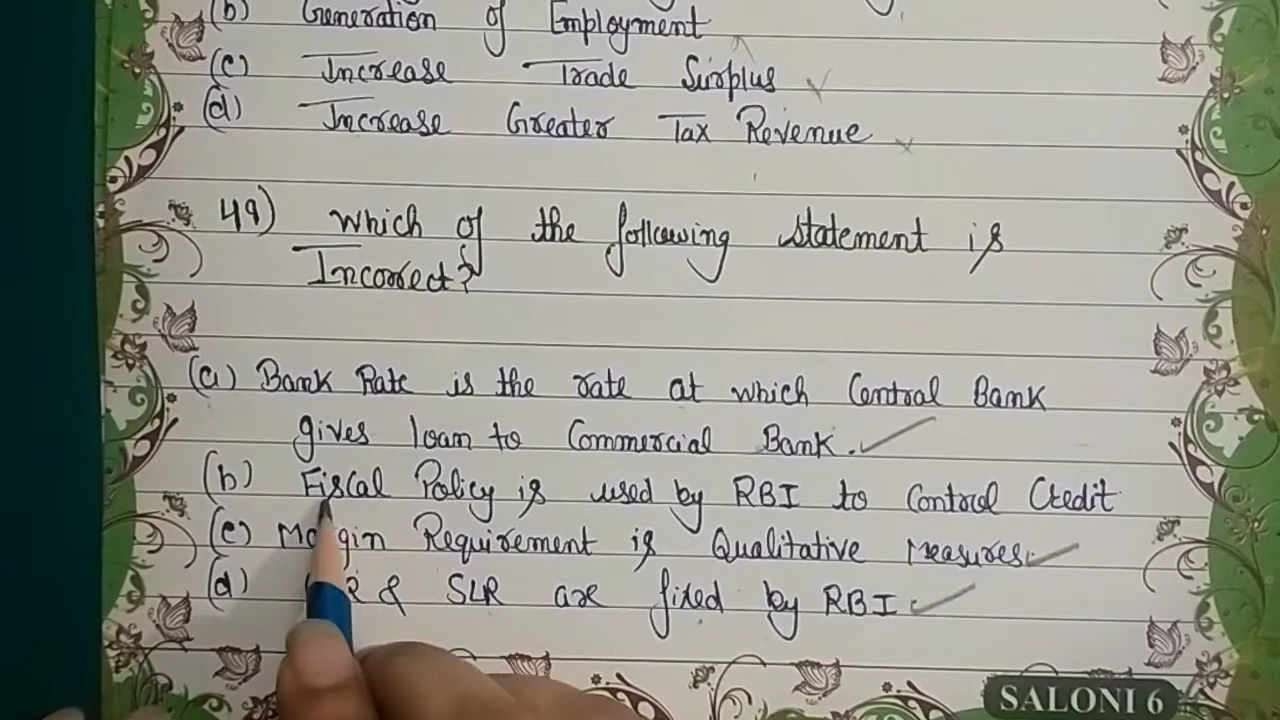 (b) Generation of Employment
(c) Increase Trade Surplus
(d) Increase Greater Tax Revenue
49) which of the following statement is
Incorrect?
(a) Bank Rate is the rate at which Central Bank
gives loan to Commercial Bank.
(b) Fiscal Policy is used by RBI to Control Credit
(c) Margin Requirement is Qualitative Measures.
(d) & SLR are fixed by RBI.
SALONI 6